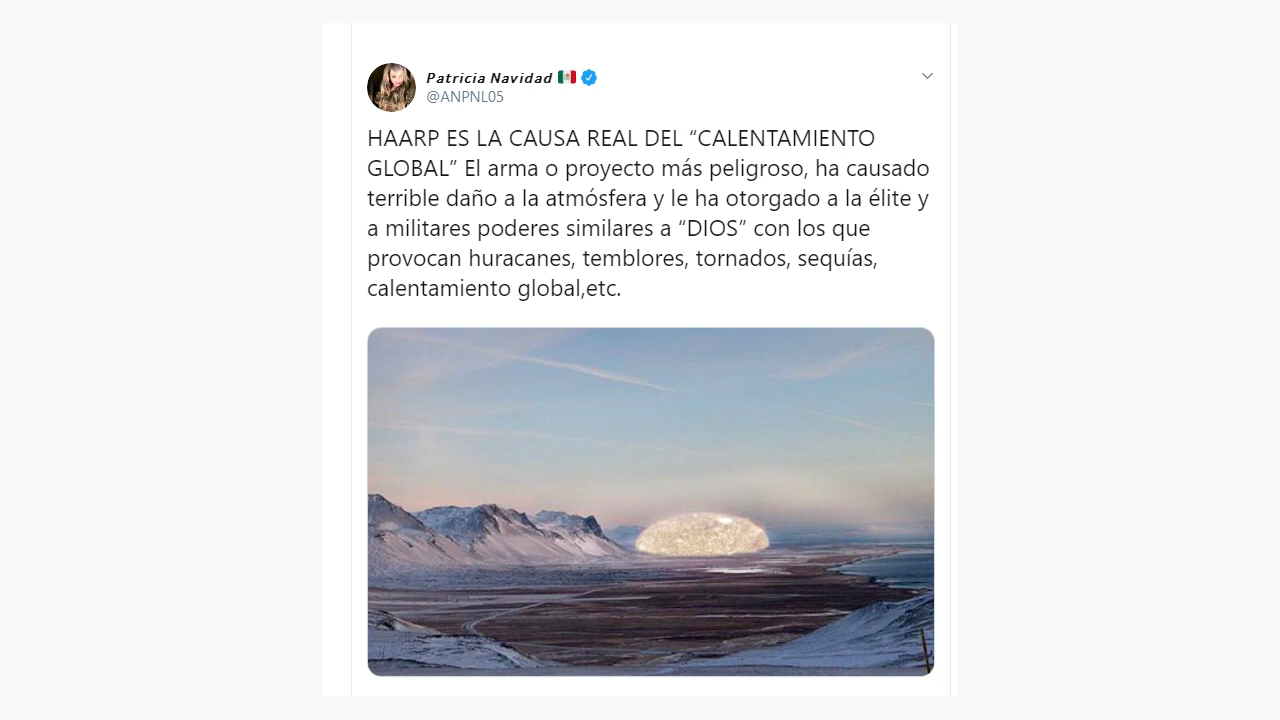 Patricia Navidad 🇲🇽
@ANPNL05
HAARP ES LA CAUSA REAL DEL “CALENTAMIENTO
GLOBAL” El arma o proyecto más peligroso, ha causado
terrible daño a la atmósfera y le ha otorgado a la élite y
a militares poderes similares a “DIOS” con los que
provocan huracanes, temblores, tornados, sequías,
calentamiento global,etc.